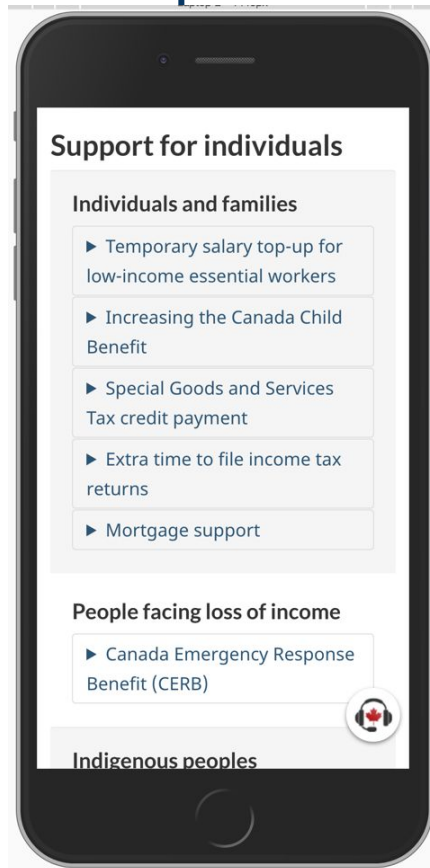 Support for individuals
Individuals and families
▶ Temporary salary top-up for
low-income essential workers
▶ Increasing the Canada Child
Benefit
▶ Special Goods and Services
Tax credit payment
▶ Extra time to file income tax
returns
▶ Mortgage support
People facing loss of income
▶ Canada Emergency Response
Benefit (CERB)
Indigenous peoples